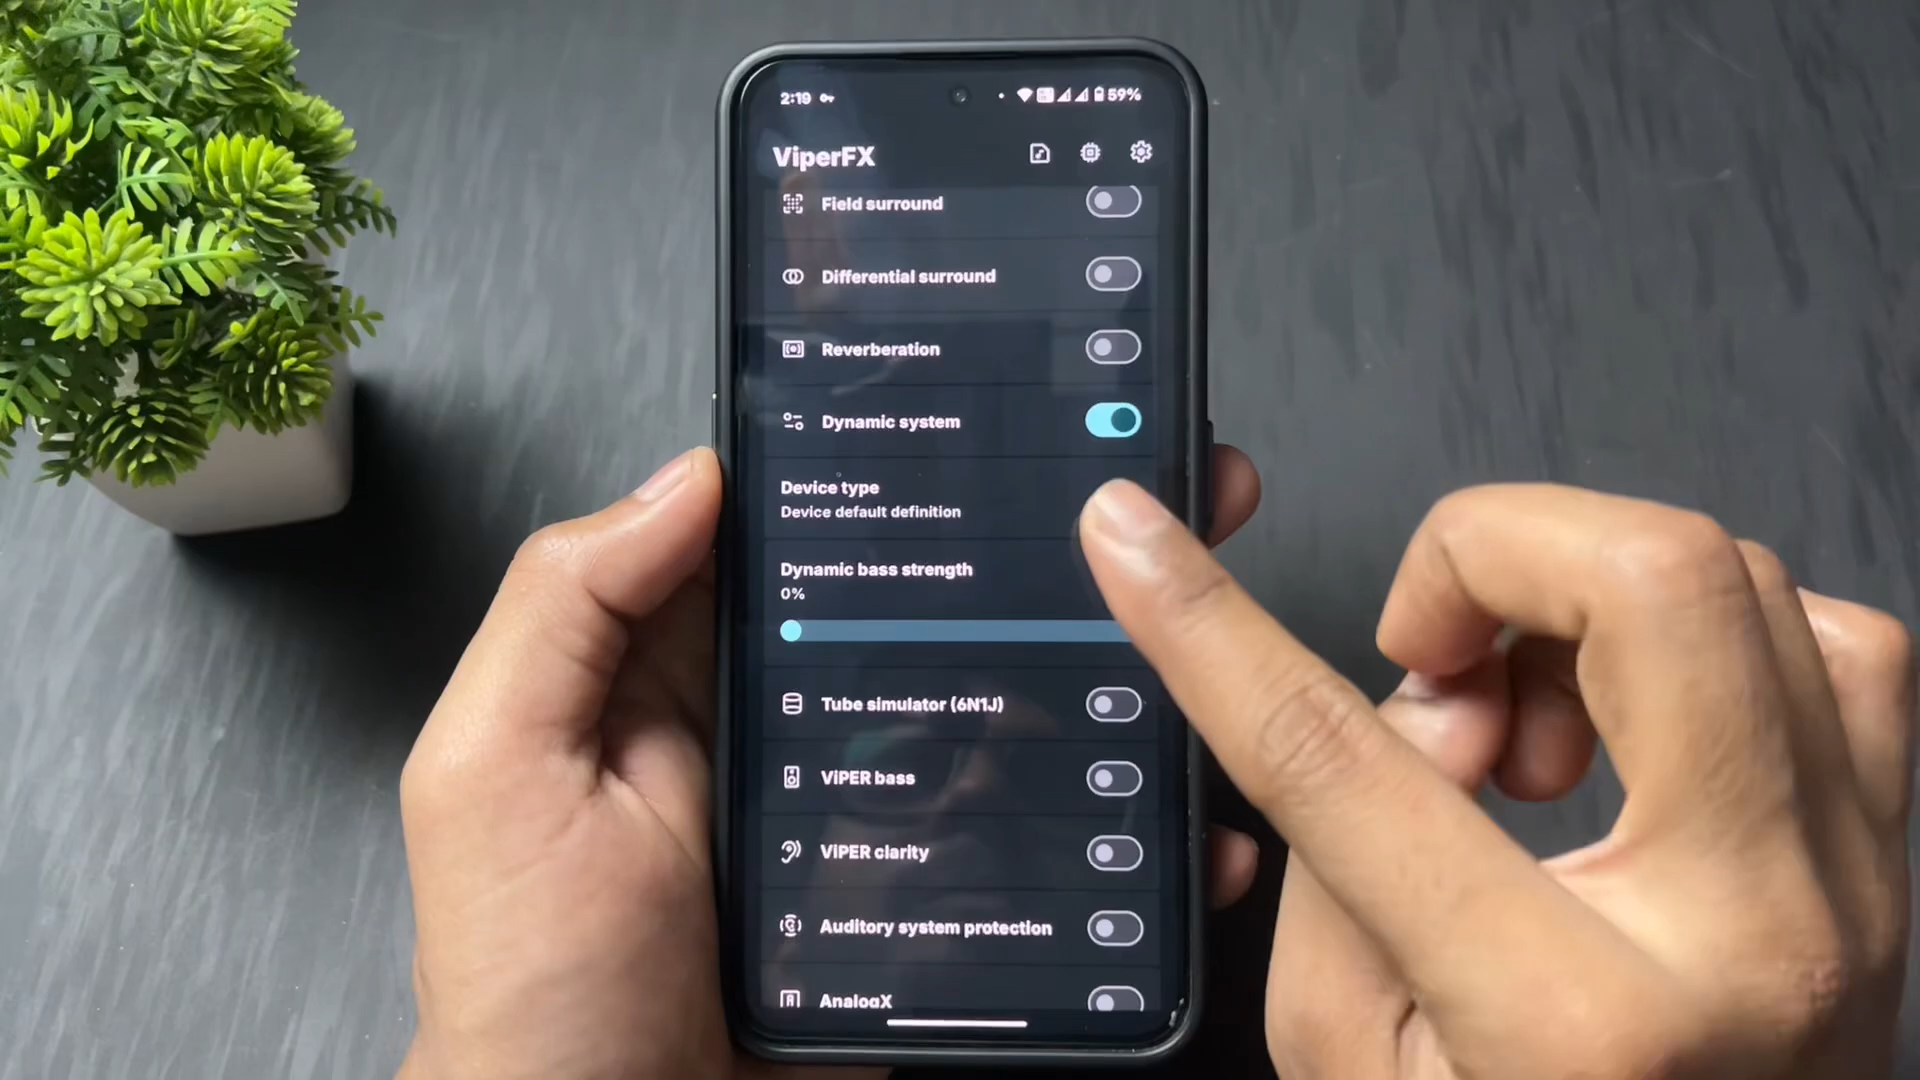 2:19
59%
ViperFX
Field surround
Differential surround
Reverberation
Dynamic system
Device type
Device default definition
Dynamic bass strength
0%
Tube simulator (6N1J)
ViPER bass
ViPER clarity
Auditory system protection
AnalogX